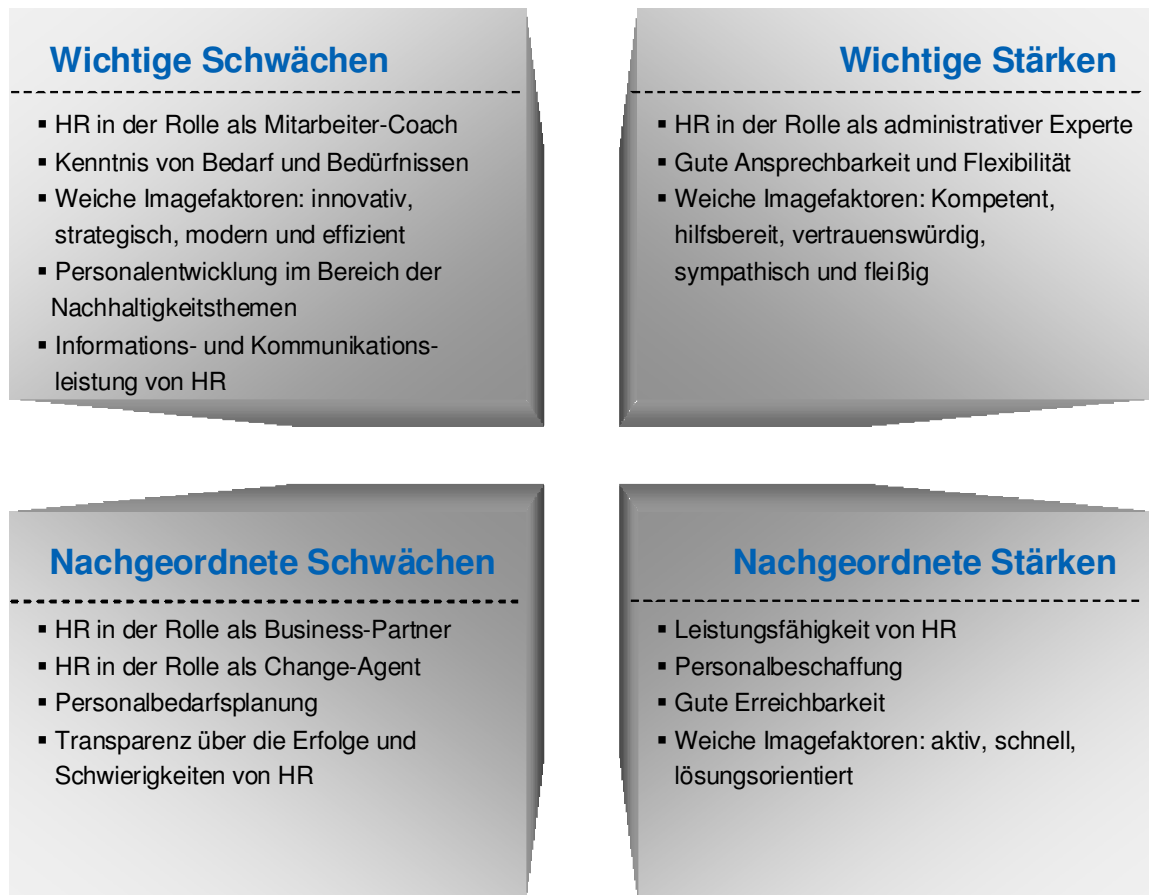 Wichtige Schwächen
▪ HR in der Rolle als Mitarbeiter-Coach
▪ Kenntnis von Bedarf und Bedürfnissen
▪ Weiche Imagefaktoren: innovativ,
strategisch, modern und effizient
▪ Personalentwicklung im Bereich der
Nachhaltigkeitsthemen
▪ Informations- und Kommunikations-
leistung von HR
Wichtige Stärken
▪ HR in der Rolle als administrativer Experte
▪ Gute Ansprechbarkeit und Flexibilität
▪ Weiche Imagefaktoren: Kompetent,
hilfsbereit, vertrauenswürdig,
sympathisch und fleißig
Nachgeordnete Schwächen
▪ HR in der Rolle als Business-Partner
▪ HR in der Rolle als Change-Agent
▪ Personalbedarfsplanung
▪ Transparenz über die Erfolge und
Schwierigkeiten von HR
Nachgeordnete Stärken
▪ Leistungsfähigkeit von HR
▪ Personalbeschaffung
▪ Gute Erreichbarkeit
▪ Weiche Imagefaktoren: aktiv, schnell,
lösungsorientiert